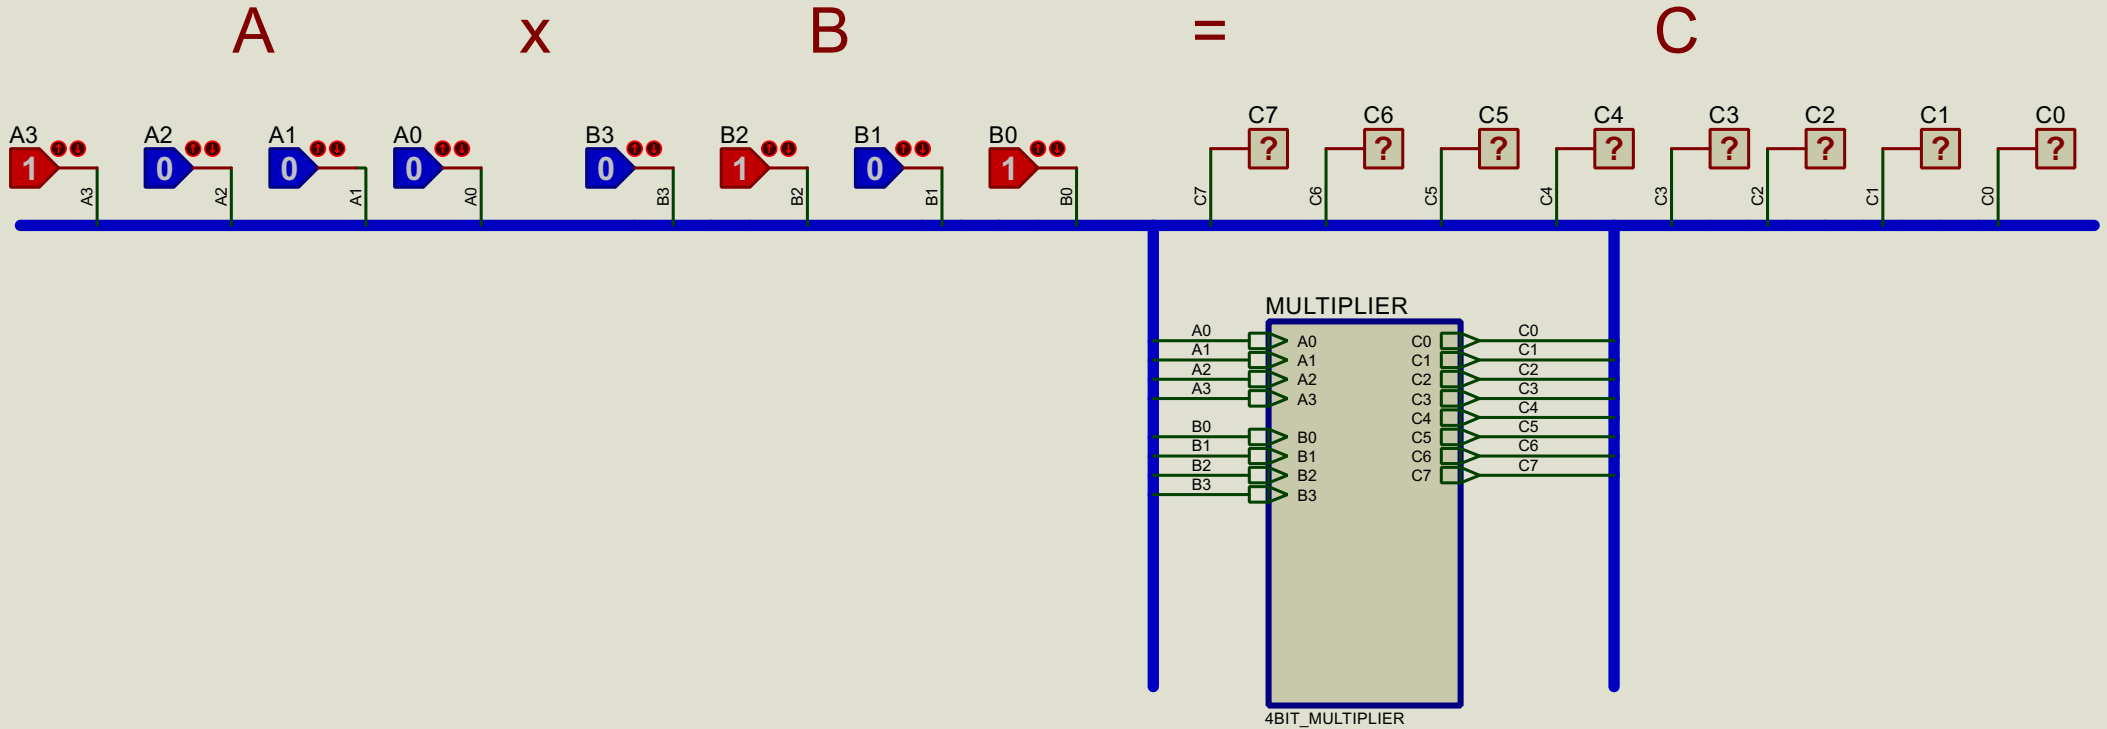 A x B = C
A3 A2 A1 A0 B3 B2 B1 B0 C7 C6 C5 C4 C3 C2 C1 C0
1 0 0 0 0 1 0 1 ? ? ? ? ? ? ? ?
A3 A2 A1 A0 B3 B2 B1 B0 C7 C6 C5 C4 C3 C2 C1 C0
MULTIPLIER
A0 A0 C0 C0
A1 A1 C1 C1
A2 A2 C2 C2
A3 A3 C3 C3
C4 C4
B0 B0 C5 C5
B1 B1 C6 C6
B2 B2 C7 C7
B3 B3
4BIT_MULTIPLIER